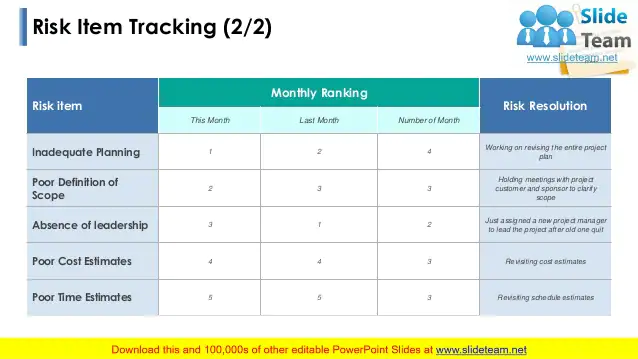 Risk Item Tracking (2/2)
Slide
Team
www.slideteam.net
Risk item
Monthly Ranking
Risk Resolution
This Month
Last Month
Number of Month
Inadequate Planning
1
2
4
Working on revising the entire project
plan
Poor Definition of
Scope
2
3
3
Holding meetings with project
customer and sponsor to clarify
scope
Absence of leadership
3
1
2
Just assigned a new project manager
to lead the project after old one quit
Poor Cost Estimates
4
4
3
Revisiting cost estimates
Poor Time Estimates
5
5
3
Revisiting schedule estimates
Download this and 100,000s of other editable PowerPoint Slides at www.slideteam.net